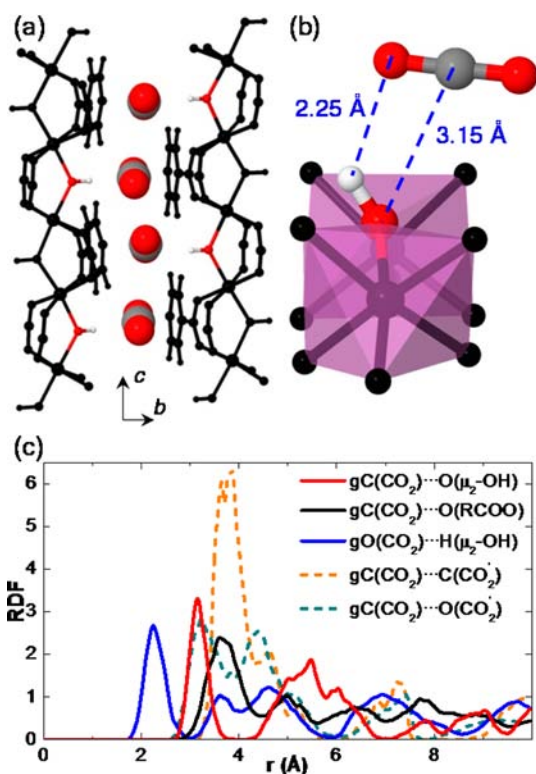 (a)
c
b
(b)
2.25 Å
3.15 Å
(c)
gC(CO₂)···O(μ₂-OH)
gC(CO₂)···O(RCOO)
gO(CO₂)···H(μ₂-OH)
gC(CO₂)···C(CO₂˙)
gC(CO₂)···O(CO₂˙)
RDF
6
5
4
3
2
1
0
0 2 4 6 8
r (Å)